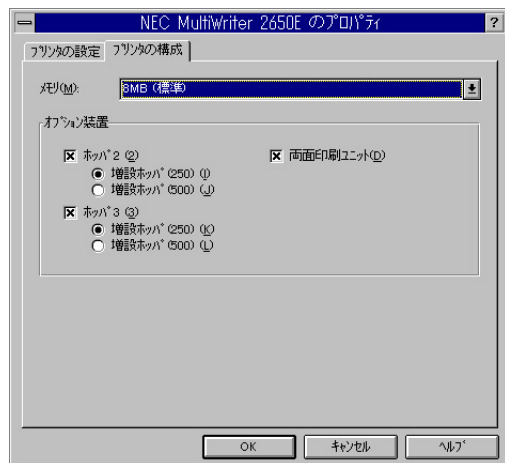 NEC MultiWriter 2650E のﾌﾟﾛﾊﾟﾃｨ ?
ﾌﾟﾘﾝﾀの設定 ﾌﾟﾘﾝﾀの構成
ﾒﾓﾘ(M): 8MB (標準)
ｵﾌﾟｼｮﾝ装置
ﾎｯﾊﾟ2 (2) 両面印刷ﾕﾆｯﾄ(D)
増設ﾎｯﾊﾟ(250) (I)
増設ﾎｯﾊﾟ(500) (J)
ﾎｯﾊﾟ3 (3)
増設ﾎｯﾊﾟ(250) (K)
増設ﾎｯﾊﾟ(500) (L)
OK ｷｬﾝｾﾙ ﾍﾙﾌﾟ